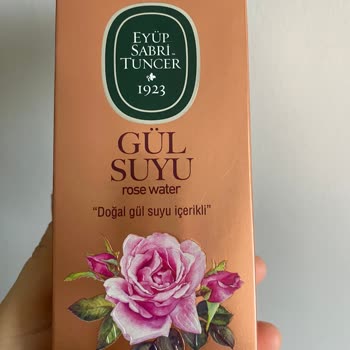 EYÜP
SABRİ
TUNCER
1923
GÜL
SUYU
rose water
“Doğal gül suyu içerikli”